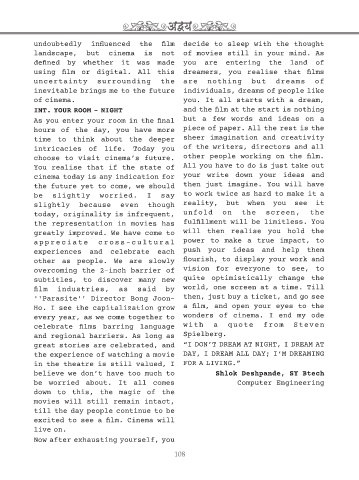 अद्वय
undoubtedly influenced the film
landscape, but cinema is not
defined by whether it was made
using film or digital. All this
uncertainty surrounding the
inevitable brings me to the future
of cinema.
INT. YOUR ROOM - NIGHT
As you enter your room in the final
hours of the day, you have more
time to think about the deeper
intricacies of life. Today you
choose to visit cinema's future.
You realise that if the state of
cinema today is any indication for
the future yet to come, we should
be slightly worried. I say
slightly because even though
today, originality is infrequent,
the representation in movies has
greatly improved. We have come to
appreciate cross-cultural
experiences and celebrate each
other as people. We are slowly
overcoming the 2-inch barrier of
subtitles, to discover many new
film industries, as said by
''Parasite'' Director Bong Joon-
Ho. I see the capitalization grow
every year, as we come together to
celebrate films barring language
and regional barriers. As long as
great stories are celebrated, and
the experience of watching a movie
in the theatre is still valued, I
believe we don't have too much to
be worried about. It all comes
down to this, the magic of the
movies will still remain intact,
till the day people continue to be
excited to see a film. Cinema will
live on.
Now after exhausting yourself, you
decide to sleep with the thought
of movies still in your mind. As
you are entering the land of
dreamers, you realise that films
are nothing but dreams of
individuals, dreams of people like
you. It all starts with a dream,
and the film at the start is nothing
but a few words and ideas on a
piece of paper. All the rest is the
sheer imagination and creativity
of the writers, directors and all
other people working on the film.
All you have to do is just take out
your write down your ideas and
then just imagine. You will have
to work twice as hard to make it a
reality, but when you see it
unfold on the screen, the
fulfillment will be limitless. You
will then realise you hold the
power to make a true impact, to
push your ideas and help them
flourish, to display your work and
vision for everyone to see, to
quite optimistically change the
world, one screen at a time. Till
then, just buy a ticket, and go see
a film, and open your eyes to the
wonders of cinema. I end my ode
with a quote from Steven
Spielberg.
"I DON'T DREAM AT NIGHT, I DREAM AT
DAY, I DREAM ALL DAY; I'M DREAMING
FOR A LIVING."
Shlok Deshpande, SY Btech
Computer Engineering
108